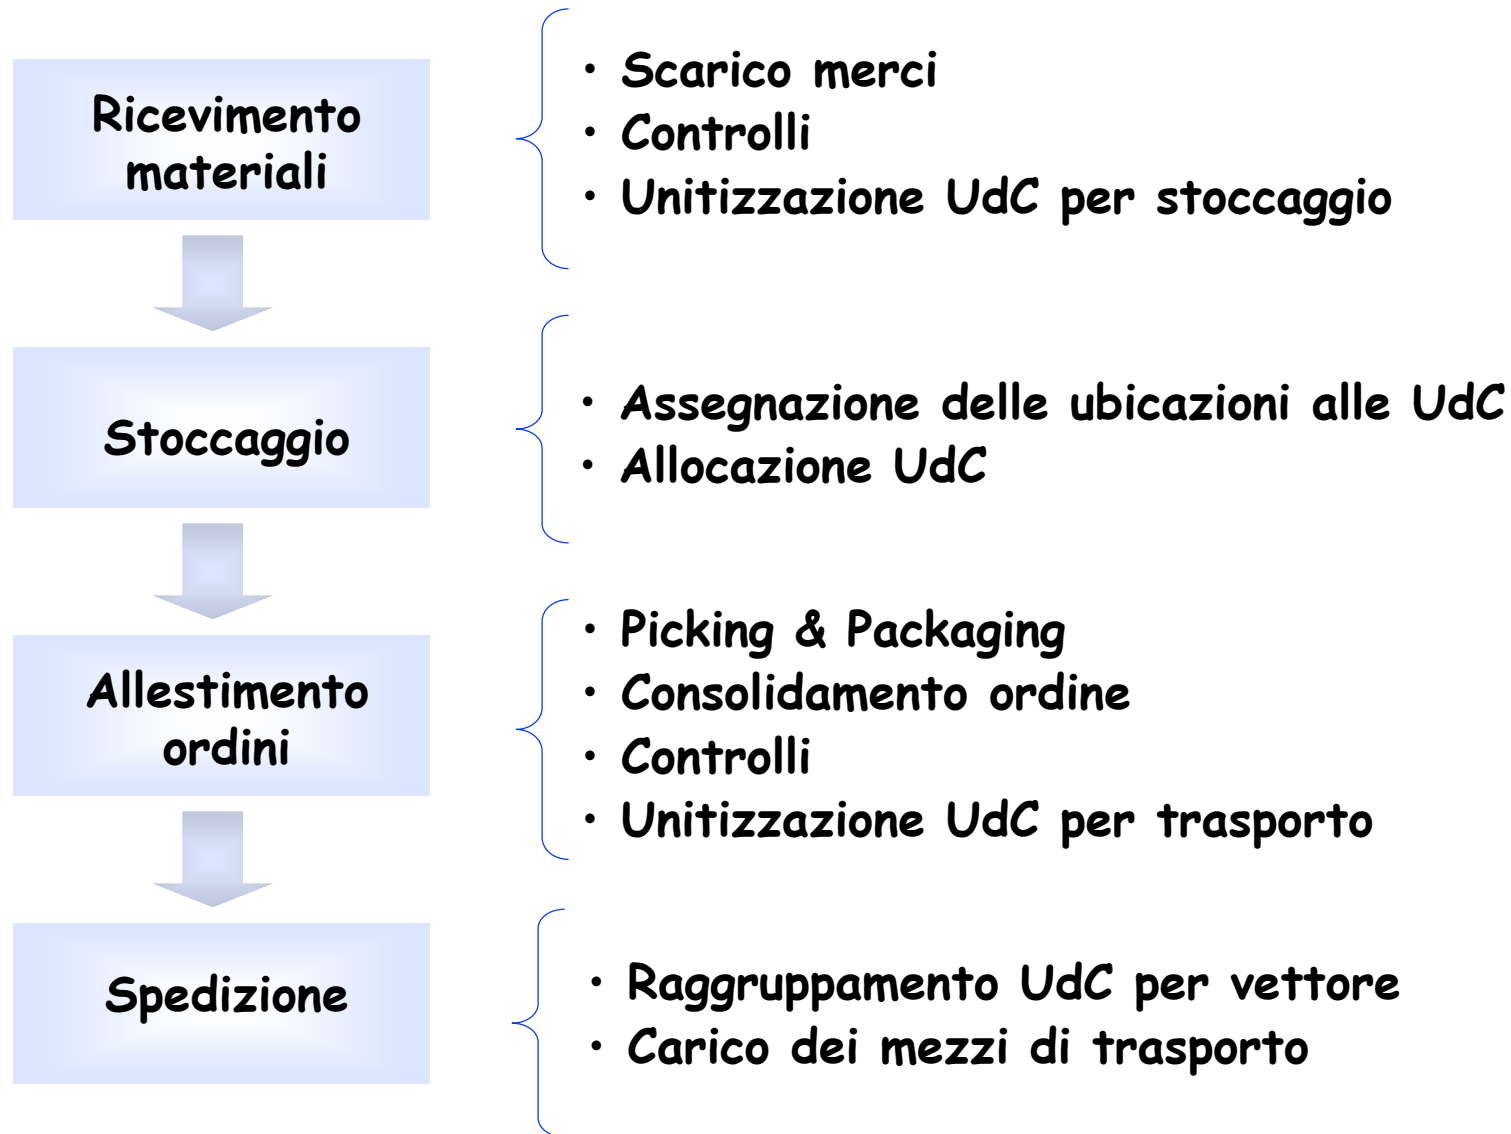 Ricevimento
materiali
• Scarico merci
• Controlli
• Unitizzazione UdC per stoccaggio
Stoccaggio
• Assegnazione delle ubicazioni alle UdC
• Allocazione UdC
Allestimento
ordini
• Picking & Packaging
• Consolidamento ordine
• Controlli
• Unitizzazione UdC per trasporto
Spedizione
• Raggruppamento UdC per vettore
• Carico dei mezzi di trasporto